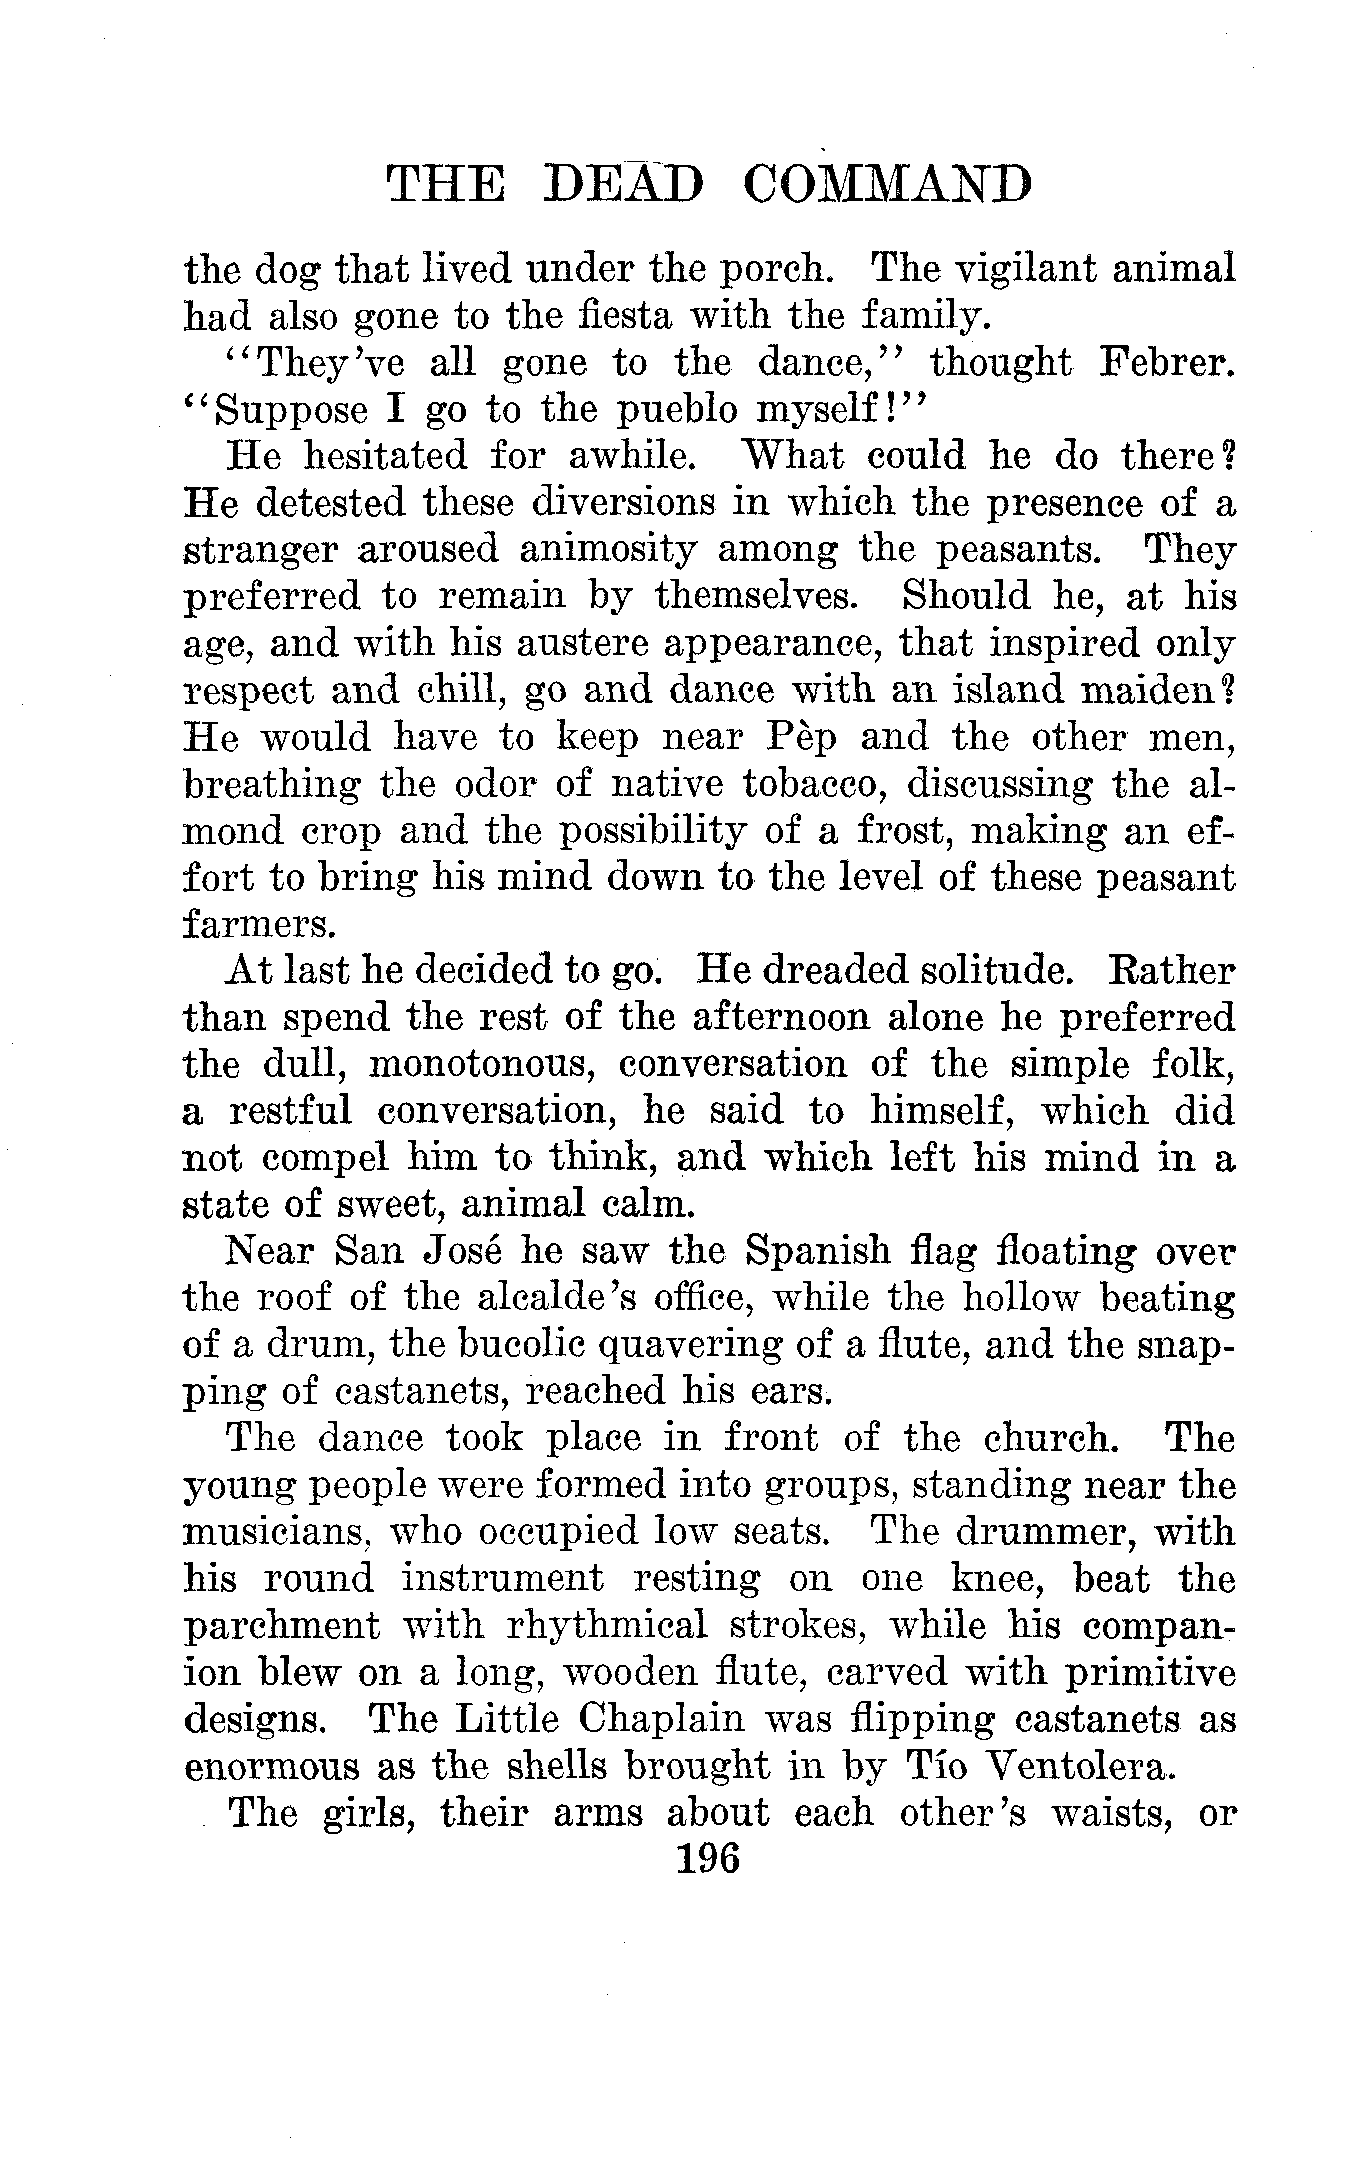 THE DEAD COMMAND
the dog that lived under the porch. The vigilant animal
had also gone to the fiesta with the family.
"They've all gone to the dance," thought Febrer.
"Suppose I go to the pueblo myself!"
He hesitated for awhile. What could he do there?
He detested these diversions in which the presence of a
stranger aroused animosity among the peasants. They
preferred to remain by themselves. Should he, at his
age, and with his austere appearance, that inspired only
respect and chill, go and dance with an island maiden?
He would have to keep near Pèp and the other men,
breathing the odor of native tobacco, discussing the al-
mond crop and the possibility of a frost, making an ef-
fort to bring his mind down to the level of these peasant
farmers.
At last he decided to go. He dreaded solitude. Rather
than spend the rest of the afternoon alone he preferred
the dull, monotonous, conversation of the simple folk,
a restful conversation, he said to himself, which did
not compel him to think, and which left his mind in a
state of sweet, animal calm.
Near San José he saw the Spanish flag floating over
the roof of the alcalde's office, while the hollow beating
of a drum, the bucolic quavering of a flute, and the snap-
ping of castanets, reached his ears.
The dance took place in front of the church. The
young people were formed into groups, standing near the
musicians, who occupied low seats. The drummer, with
his round instrument resting on one knee, beat the
parchment with rhythmical strokes, while his compan-
ion blew on a long, wooden flute, carved with primitive
designs. The Little Chaplain was flipping castanets as
enormous as the shells brought in by Tío Ventolera.
The girls, their arms about each other's waists, or
196